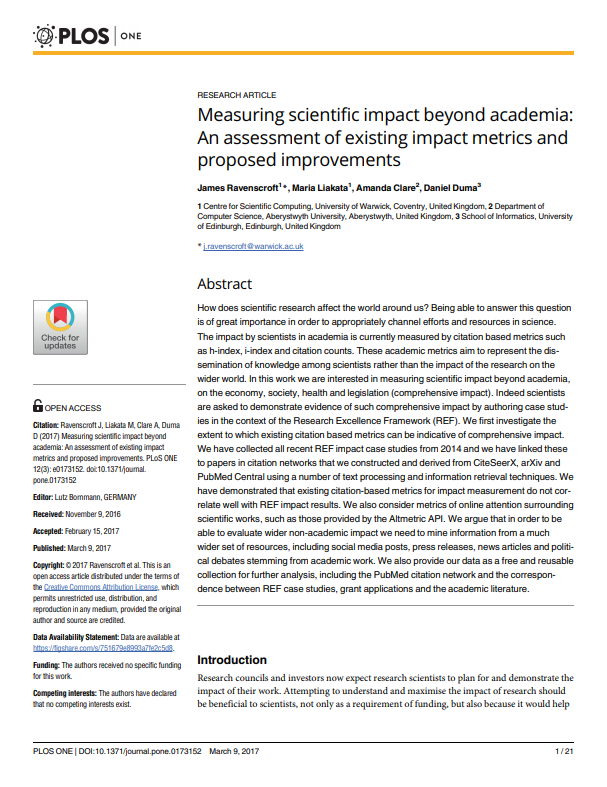 PLOS | ONE
RESEARCH ARTICLE
Measuring scientific impact beyond academia:
An assessment of existing impact metrics and
proposed improvements
James Ravenscroft1*, Maria Liakata1, Amanda Clare2, Daniel Duma3
1 Centre for Scientific Computing, University of Warwick, Coventry, United Kingdom, 2 Department of
Computer Science, Aberystwyth University, Aberystwyth, United Kingdom, 3 School of Informatics, University
of Edinburgh, Edinburgh, United Kingdom
* j.ravenscroft@warwick.ac.uk
Abstract
How does scientific research affect the world around us? Being able to answer this question
is of great importance in order to appropriately channel efforts and resources in science.
The impact by scientists in academia is currently measured by citation based metrics such
as h-index, i-index and citation counts. These academic metrics aim to represent the dis-
semination of knowledge among scientists rather than the impact of the research on the
wider world. In this work we are interested in measuring scientific impact beyond academia,
on the economy, society, health and legislation (comprehensive impact). Indeed scientists
are asked to demonstrate evidence of such comprehensive impact by authoring case stud-
ies in the context of the Research Excellence Framework (REF). We first investigate the
extent to which existing citation based metrics can be indicative of comprehensive impact.
We have collected all recent REF impact case studies from 2014 and we have linked these
to papers in citation networks that we constructed and derived from CiteSeerX, arXiv and
PubMed Central using a number of text processing and information retrieval techniques. We
have demonstrated that existing citation-based metrics for impact measurement do not cor-
relate well with REF impact results. We also consider metrics of online attention surrounding
scientific works, such as those provided by the Altmetric API. We argue that in order to be
able to evaluate wider non-academic impact we need to mine information from a much
wider set of resources, including social media posts, press releases, news articles and politi-
cal debates stemming from academic work. We also provide our data as a free and reusable
collection for further analysis, including the PubMed citation network and the correspon-
dence between REF case studies, grant applications and the academic literature.
Check for
updates
OPEN ACCESS
Citation: Ravenscroft J, Liakata M, Clare A, Duma
D (2017) Measuring scientific impact beyond
academia: An assessment of existing impact
metrics and proposed improvements. PLoS ONE
12(3): e0173152. doi:10.1371/journal.
pone.0173152
Editor: Lutz Bornmann, GERMANY
Received: November 9, 2016
Accepted: February 15, 2017
Published: March 9, 2017
Copyright: © 2017 Ravenscroft et al. This is an
open access article distributed under the terms of
the Creative Commons Attribution License, which
permits unrestricted use, distribution, and
reproduction in any medium, provided the original
author and source are credited.
Data Availability Statement: Data are available at
https://figshare.com/s/751679e8993a7fe2c5d8.
Funding: The authors received no specific funding
for this work.
Competing interests: The authors have declared
that no competing interests exist.
Introduction
Research councils and investors now expect research scientists to plan for and demonstrate the
impact of their work. Attempting to understand and maximise the impact of research should
be beneficial to scientists, not only as a requirement of funding, but also because it would help
PLOS ONE | DOI:10.1371/journal.pone.0173152 March 9, 2017
1 / 21